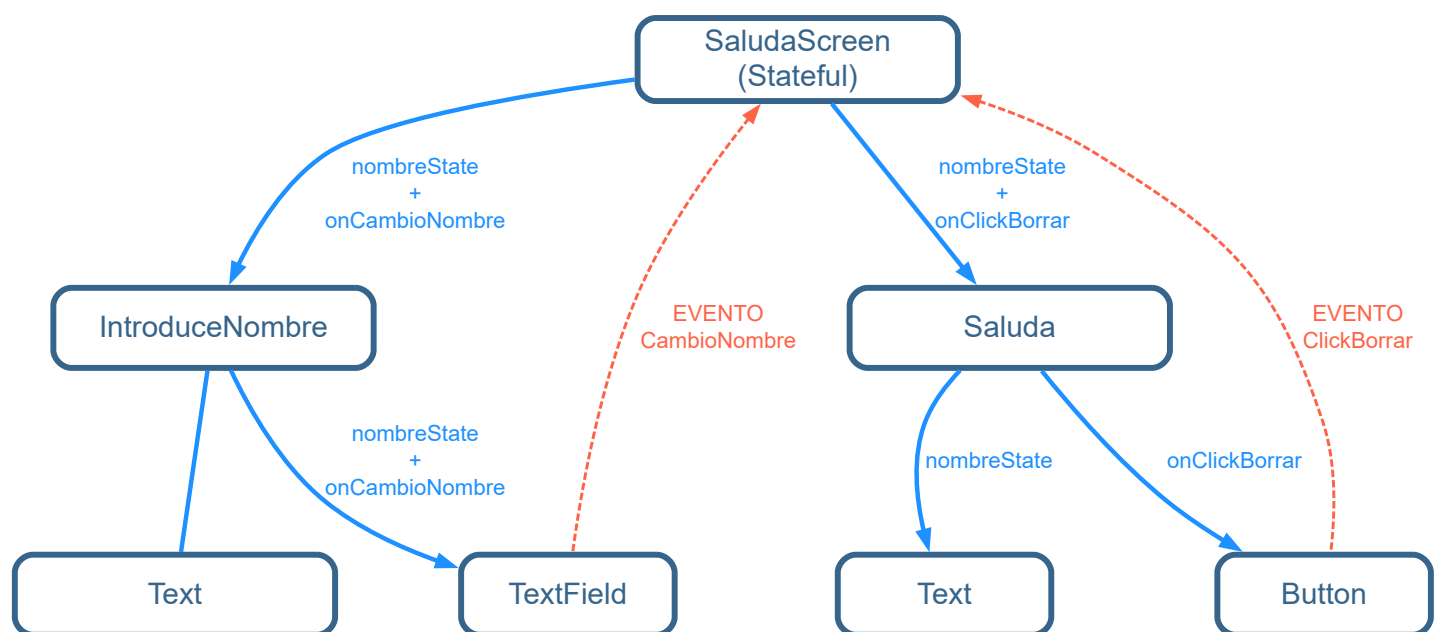 SaludaScreen
(Stateful)
nombreState
+
onCambioNombre
nombreState
+
onClickBorrar
IntroduceNombre
EVENTO
CambioNombre
Saluda
EVENTO
ClickBorrar
nombreState
+
onCambioNombre
nombreState
onClickBorrar
Text
TextField
Text
Button